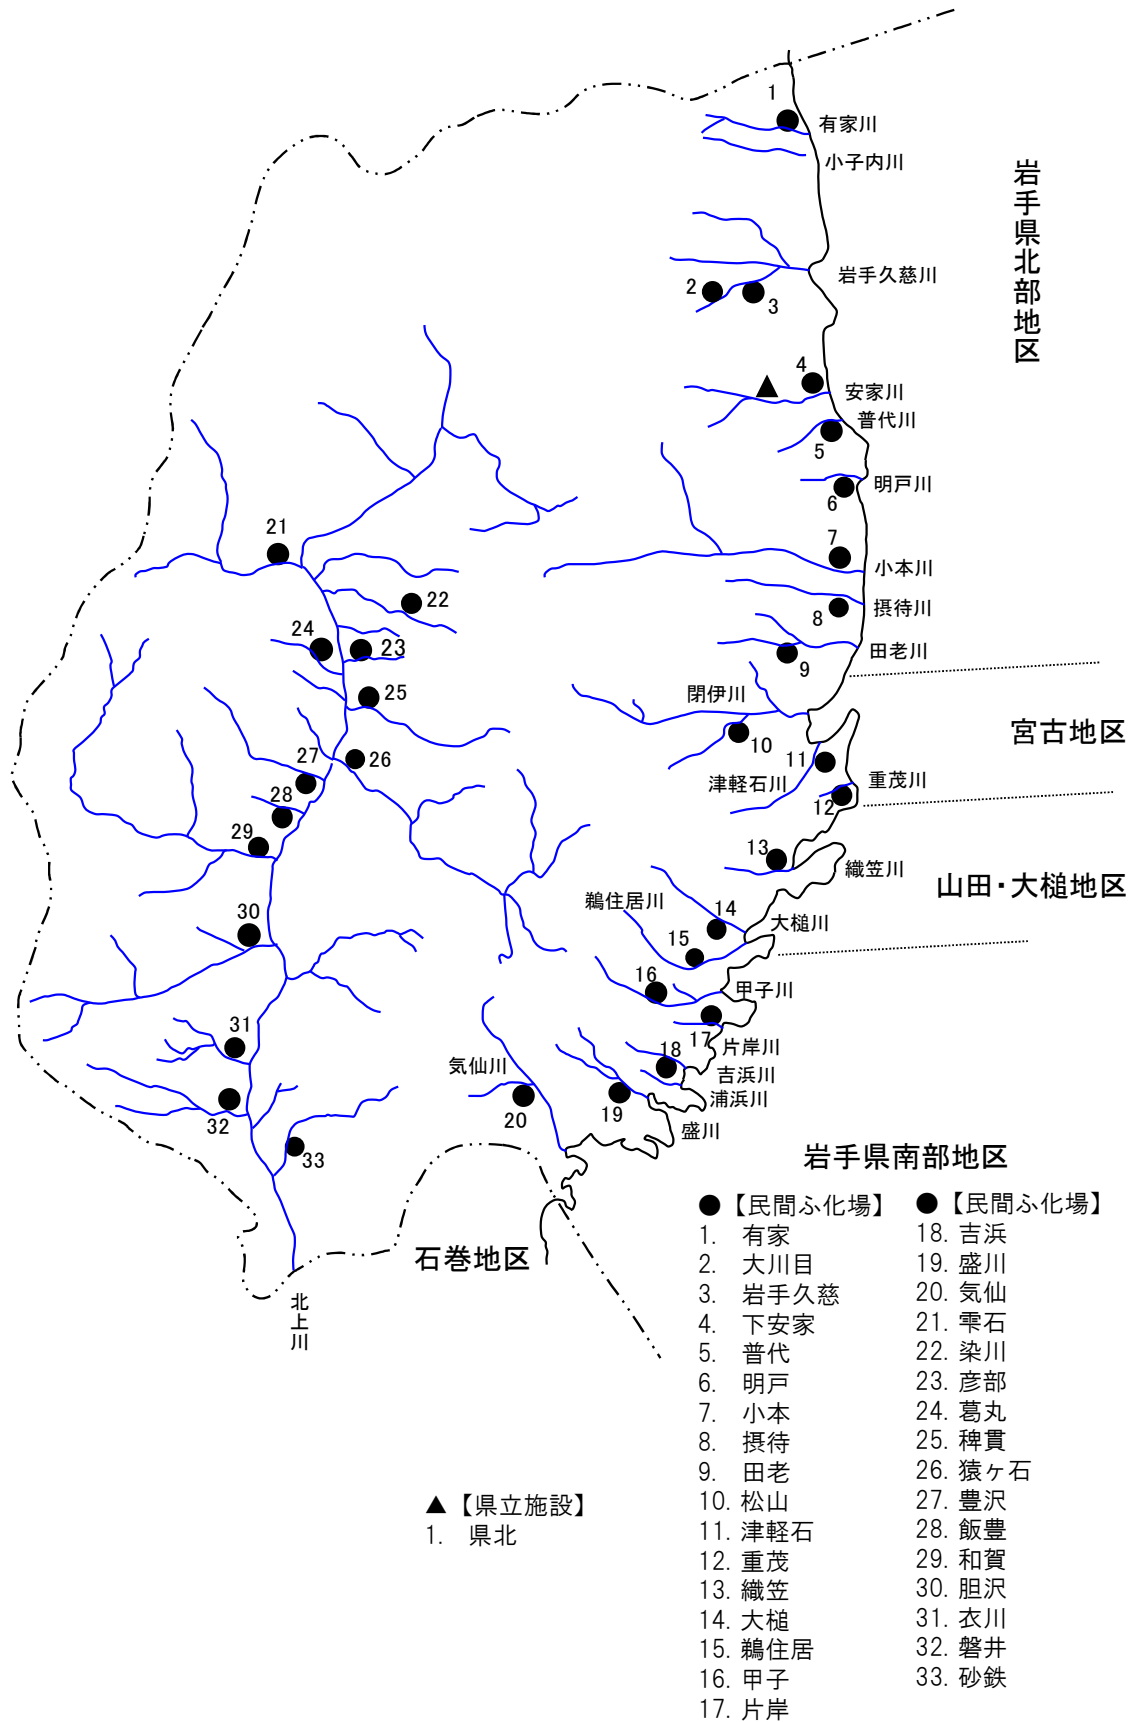 1
有家川
小子内川
岩手県北部地区
岩手久慈川
2
3
4
安家川
普代川
5
明戸川
6
7
小本川
8
摂待川
田老川
9
21
22
24
23
25
閉伊川
10
宮古地区
11
津軽石川
重茂川
12
26
27
28
29
13
織笠川
山田・大槌地区
鵜住居川
14
大槌川
15
30
16
甲子川
17
片岸川
18
吉浜川
浦浜川
19
盛川
気仙川
20
31
32
33
岩手県南部地区
石巻地区
北上川
●【民間ふ化場】
1. 有家
2. 大川目
3. 岩手久慈
4. 下安家
5. 普代
6. 明戸
7. 小本
8. 摂待
9. 田老
10. 松山
11. 津軽石
12. 重茂
13. 織笠
14. 大槌
15. 鵜住居
16. 甲子
17. 片岸
●【民間ふ化場】
18. 吉浜
19. 盛川
20. 気仙
21. 雫石
22. 染川
23. 彦部
24. 葛丸
25. 稗貫
26. 猿ヶ石
27. 豊沢
28. 飯豊
29. 和賀
30. 胆沢
31. 衣川
32. 磐井
33. 砂鉄
▲【県立施設】
1. 県北